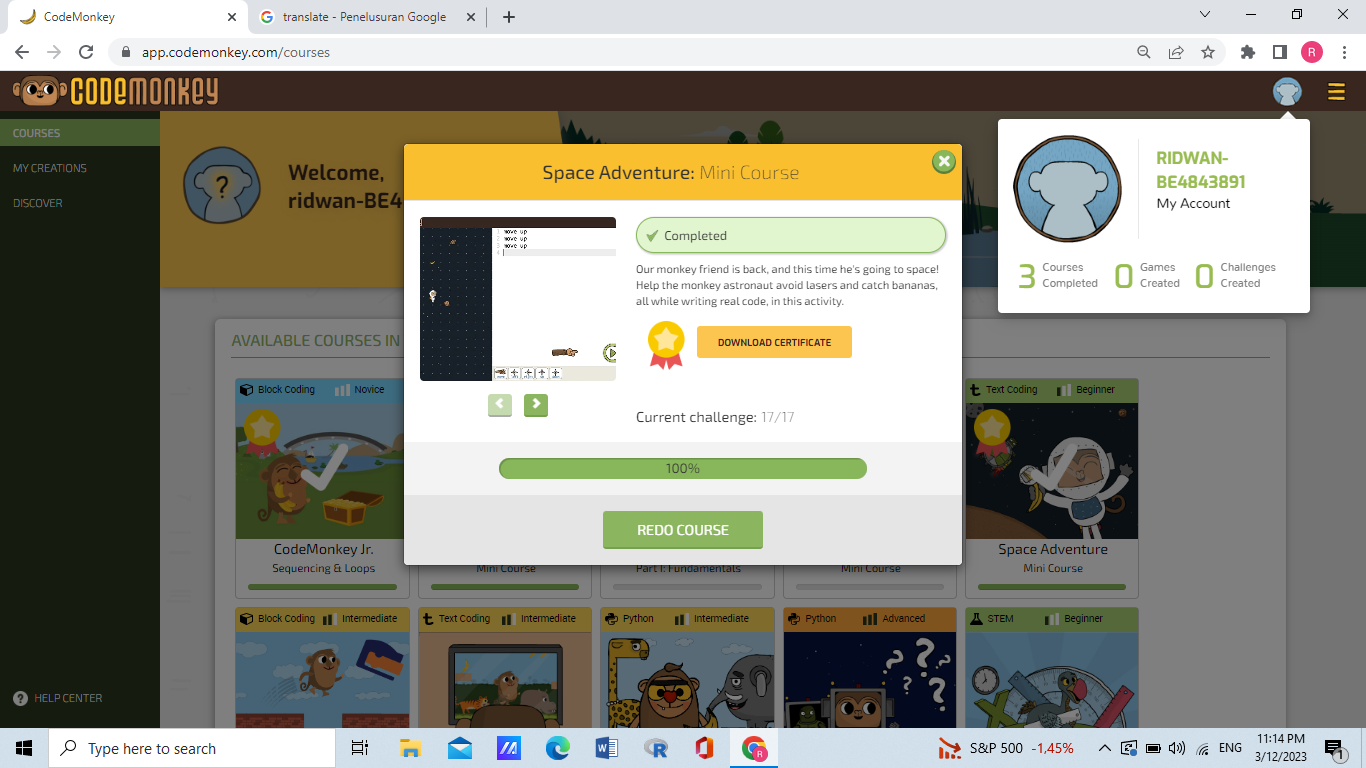 CodeMonkey
translate - Penelusuran Google
app.codemonkey.com/courses
R
CODEMONKEY
COURSES
MY CREATIONS
DISCOVER
HELP CENTER
Welcome,
ridwan-BE4
RIDWAN-
BE4843891
My Account
3 Courses Completed
0 Games Created
0 Challenges Created
Space Adventure: Mini Course
move up
move up
move up
Completed
Our monkey friend is back, and this time he's going to space!
Help the monkey astronaut avoid lasers and catch bananas,
all while writing real code, in this activity.
DOWNLOAD CERTIFICATE
Current challenge: 17/17
100%
REDO COURSE
AVAILABLE COURSES IN
Block Coding Novice
Text Coding Beginner
CodeMonkey Jr.
Sequencing & Loops
Mini Course
Part I: Fundamentals
Mini Course
Space Adventure
Mini Course
Block Coding Intermediate
Text Coding Intermediate
Python Intermediate
Python Advanced
STEM Beginner
Type here to search
S&P 500 -1,45%
ENG
11:14 PM
3/12/2023
1